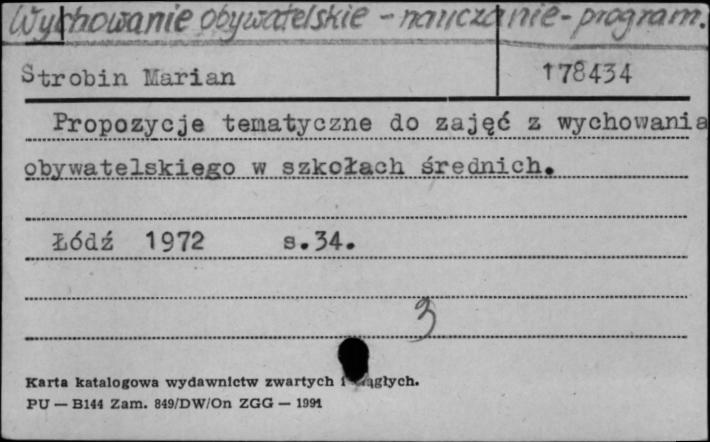 Wychowanie obywatelskie - nauczanie - program.
Strobin Marian 178434
Propozycje tematyczne do zajęć z wychowania
obywatelskiego w szkołach średnich.
Łódź 1972 s.34.
3
Karta katalogowa wydawnictw zwartych i ciągłych.
PU — B144 Zam. 849/DW/On ZGG — 1991